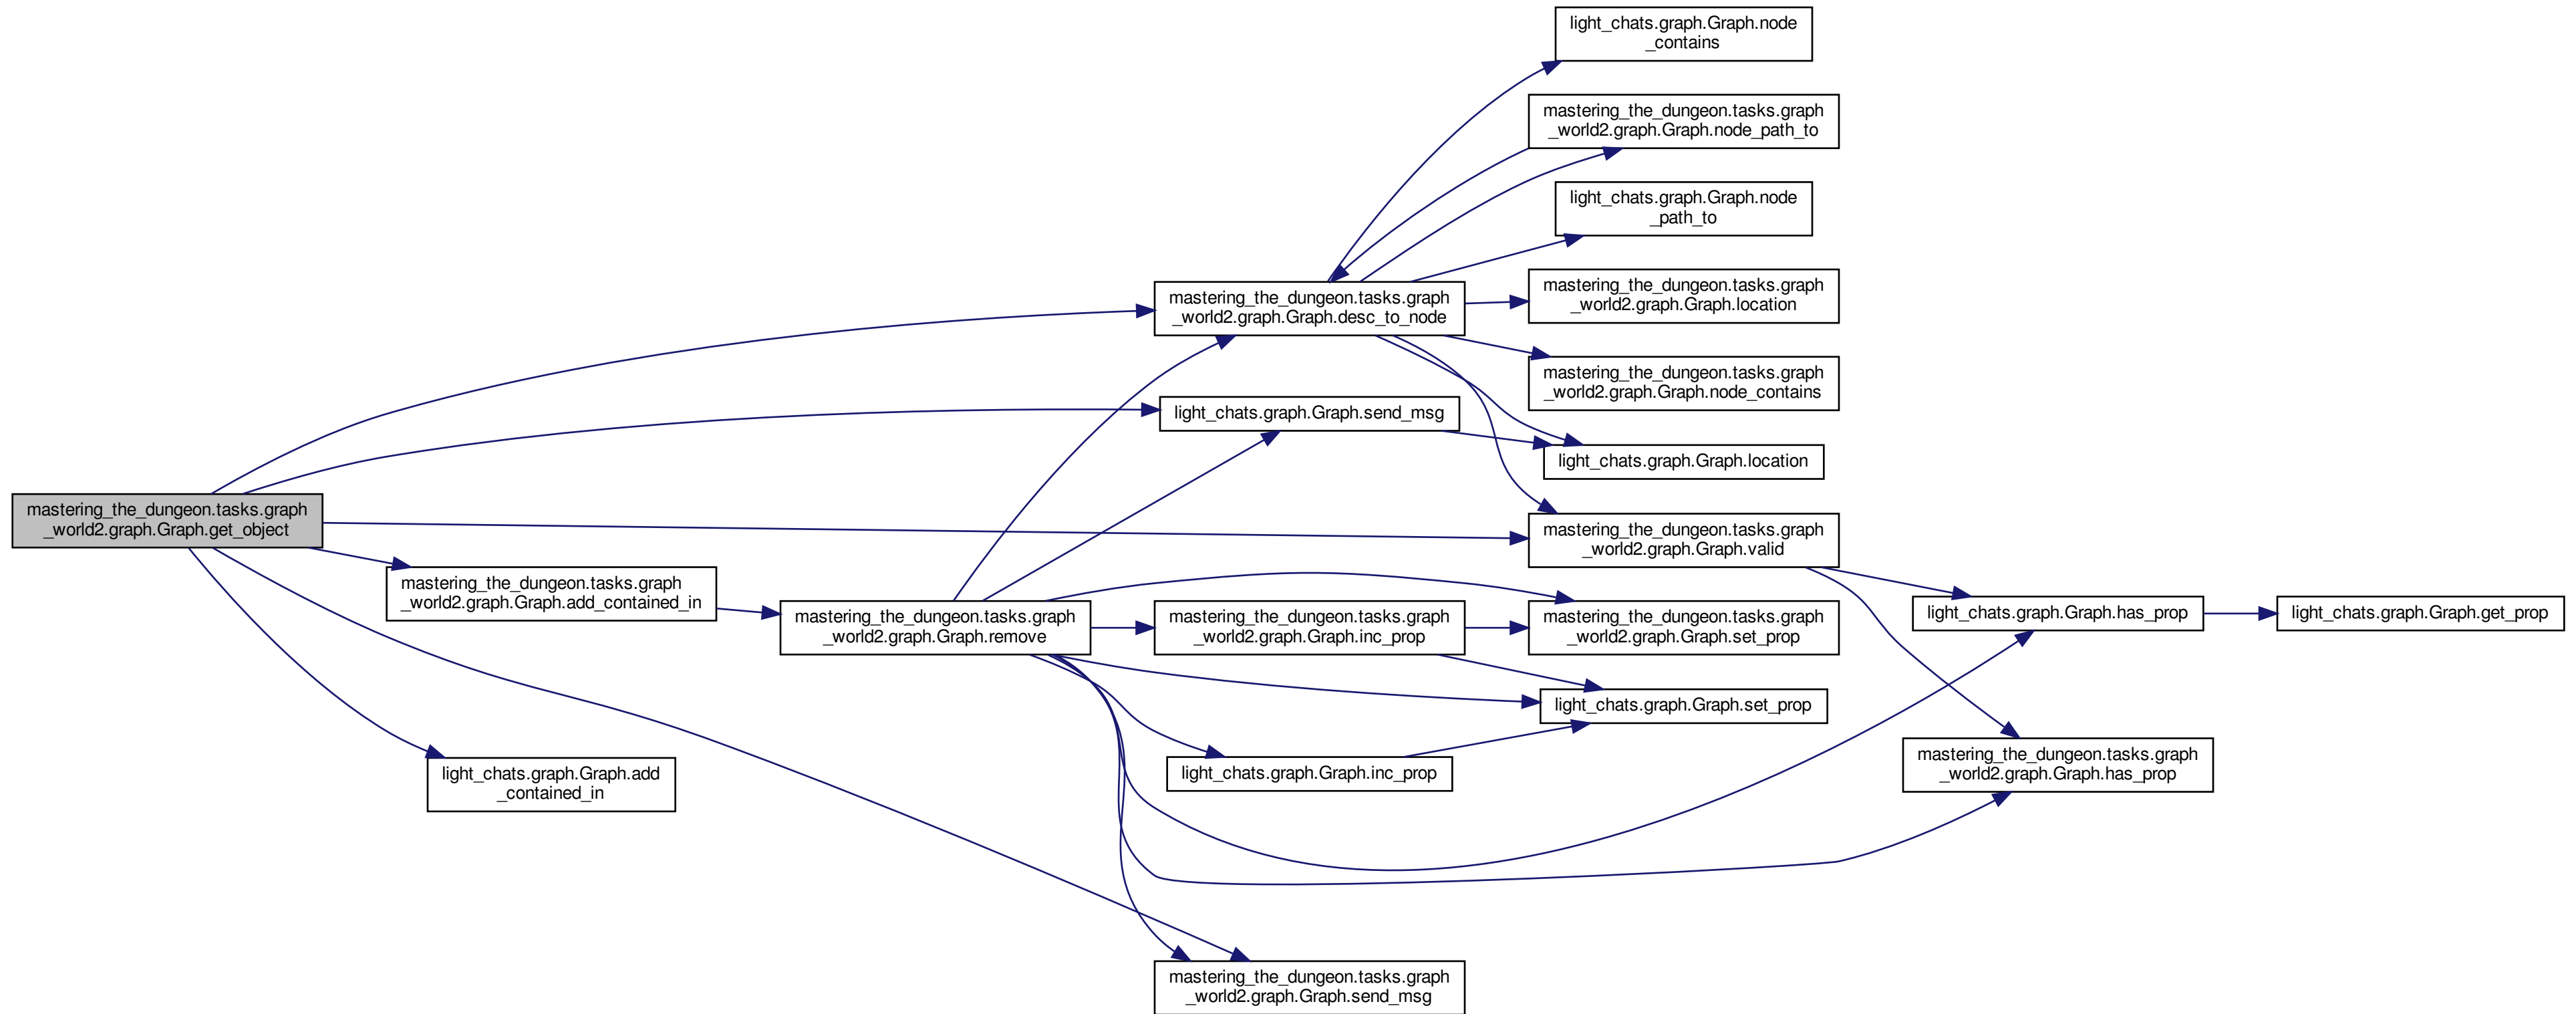 light_chats.graph.Graph.node
_contains
mastering_the_dungeon.tasks.graph
_world2.graph.Graph.node_path_to
light_chats.graph.Graph.node
_path_to
mastering_the_dungeon.tasks.graph
_world2.graph.Graph.desc_to_node
mastering_the_dungeon.tasks.graph
_world2.graph.Graph.location
mastering_the_dungeon.tasks.graph
_world2.graph.Graph.node_contains
light_chats.graph.Graph.send_msg
light_chats.graph.Graph.location
mastering_the_dungeon.tasks.graph
_world2.graph.Graph.get_object
mastering_the_dungeon.tasks.graph
_world2.graph.Graph.valid
mastering_the_dungeon.tasks.graph
_world2.graph.Graph.add_contained_in
mastering_the_dungeon.tasks.graph
_world2.graph.Graph.remove
mastering_the_dungeon.tasks.graph
_world2.graph.Graph.inc_prop
mastering_the_dungeon.tasks.graph
_world2.graph.Graph.set_prop
light_chats.graph.Graph.has_prop
light_chats.graph.Graph.get_prop
light_chats.graph.Graph.set_prop
light_chats.graph.Graph.add
_contained_in
light_chats.graph.Graph.inc_prop
mastering_the_dungeon.tasks.graph
_world2.graph.Graph.has_prop
mastering_the_dungeon.tasks.graph
_world2.graph.Graph.send_msg